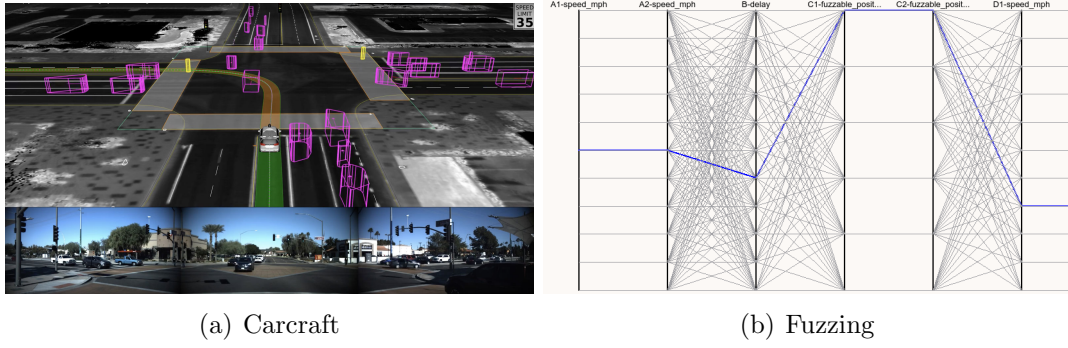 SPEED
LIMIT
35
A1-speed_mph
A2-speed_mph
B-delay
C1-fuzzable_posit...
C2-fuzzable_posit...
D1-speed_mph
(a) Carcraft
(b) Fuzzing